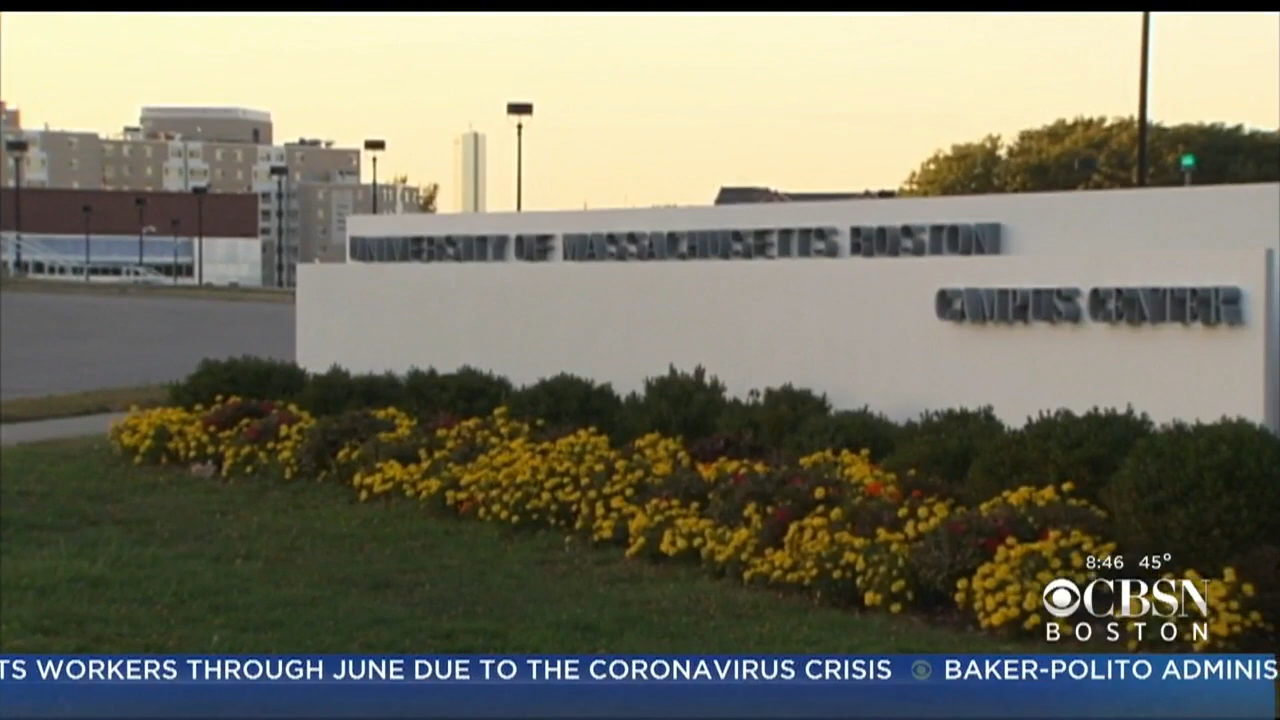 UNIVERSITY OF MASSACHUSETTS BOSTON
CAMPUS CENTER
8:46 45°
CBSN
BOSTON
TS WORKERS THROUGH JUNE DUE TO THE CORONAVIRUS CRISIS BAKER-POLITO ADMINIS